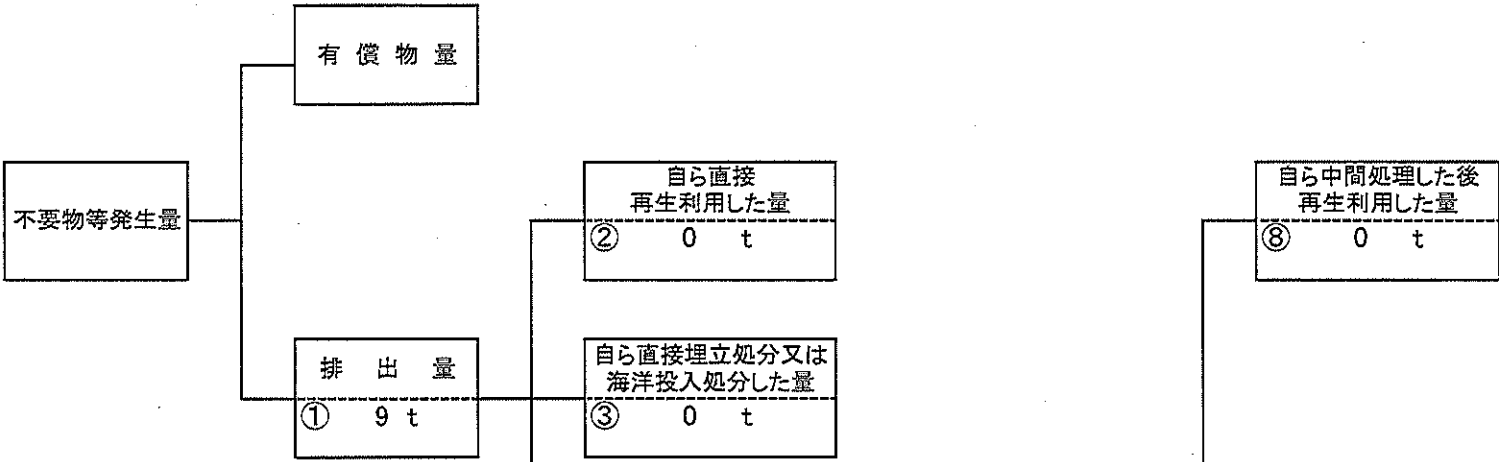 有償物量
不要物等発生量
自ら直接
再生利用した量
② 0 t
自ら中間処理した後
再生利用した量
⑧ 0 t
排出量
① 9 t
自ら直接埋立処分又は
海洋投入処分した量
③ 0 t